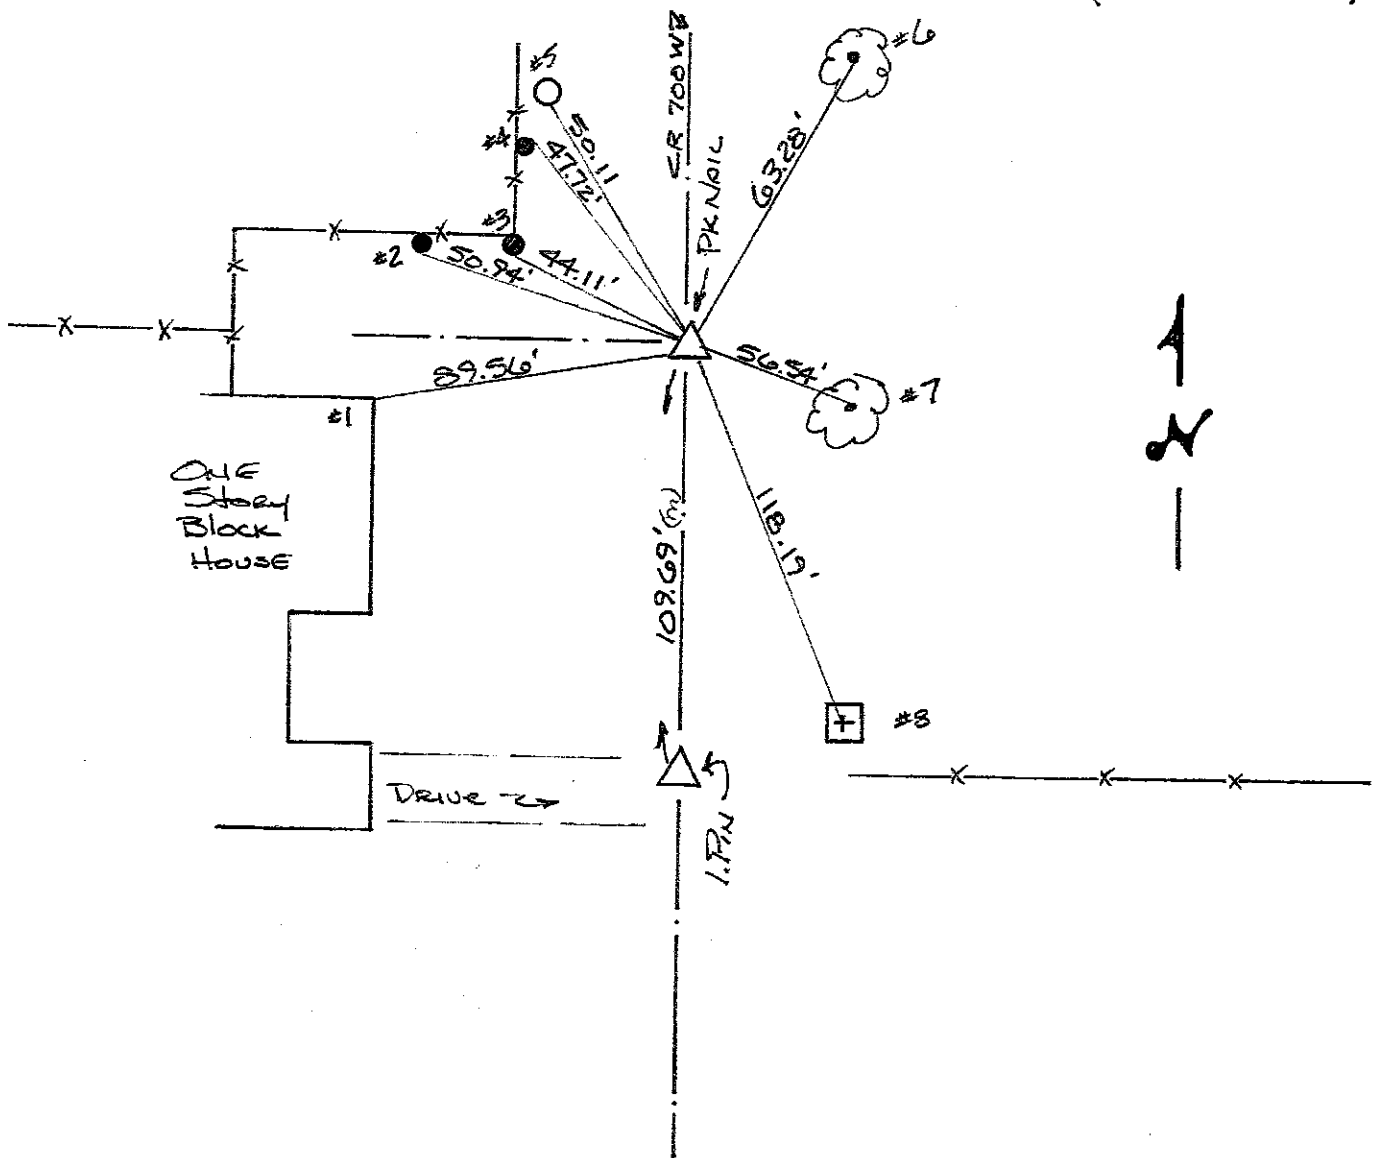 #6
#5
CR 700 W
50.11
#4
47.72'
PK NAIL
63.28'
#3
#2
50.94'
44.11'
89.56'
56.54'
#7
#1
One
Story
Block
House
109.69' (m)
118.19'
N
#8
Drive
I. PIN